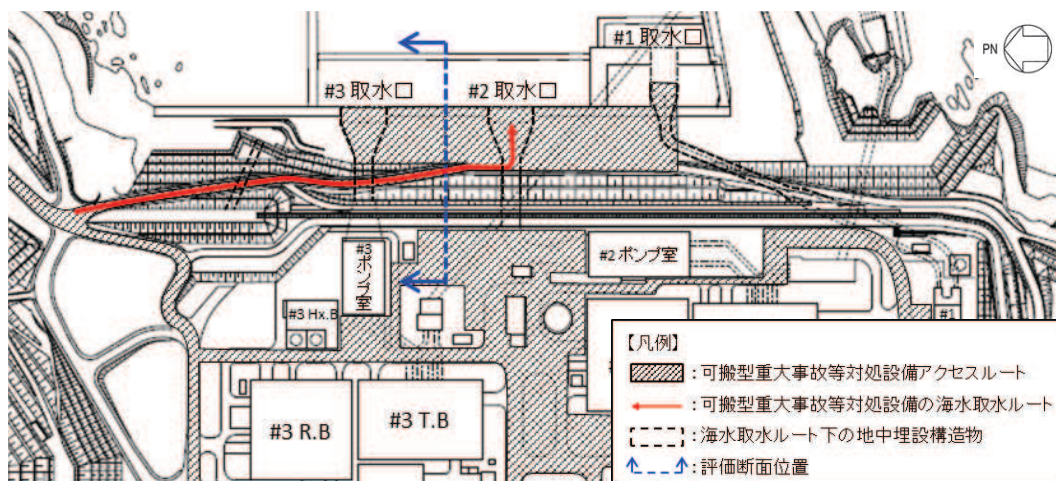 #1 取水口
PN
#3 取水口
#2 取水口
#3 ポンプ室
#2 ポンプ室
#3 Hx.B
#1
#3 R.B
#3 T.B
【凡例】
:可搬型重大事故等対処設備アクセスルート
:可搬型重大事故等対処設備の海水取水ルート
:海水取水ルート下の地中埋設構造物
:評価断面位置